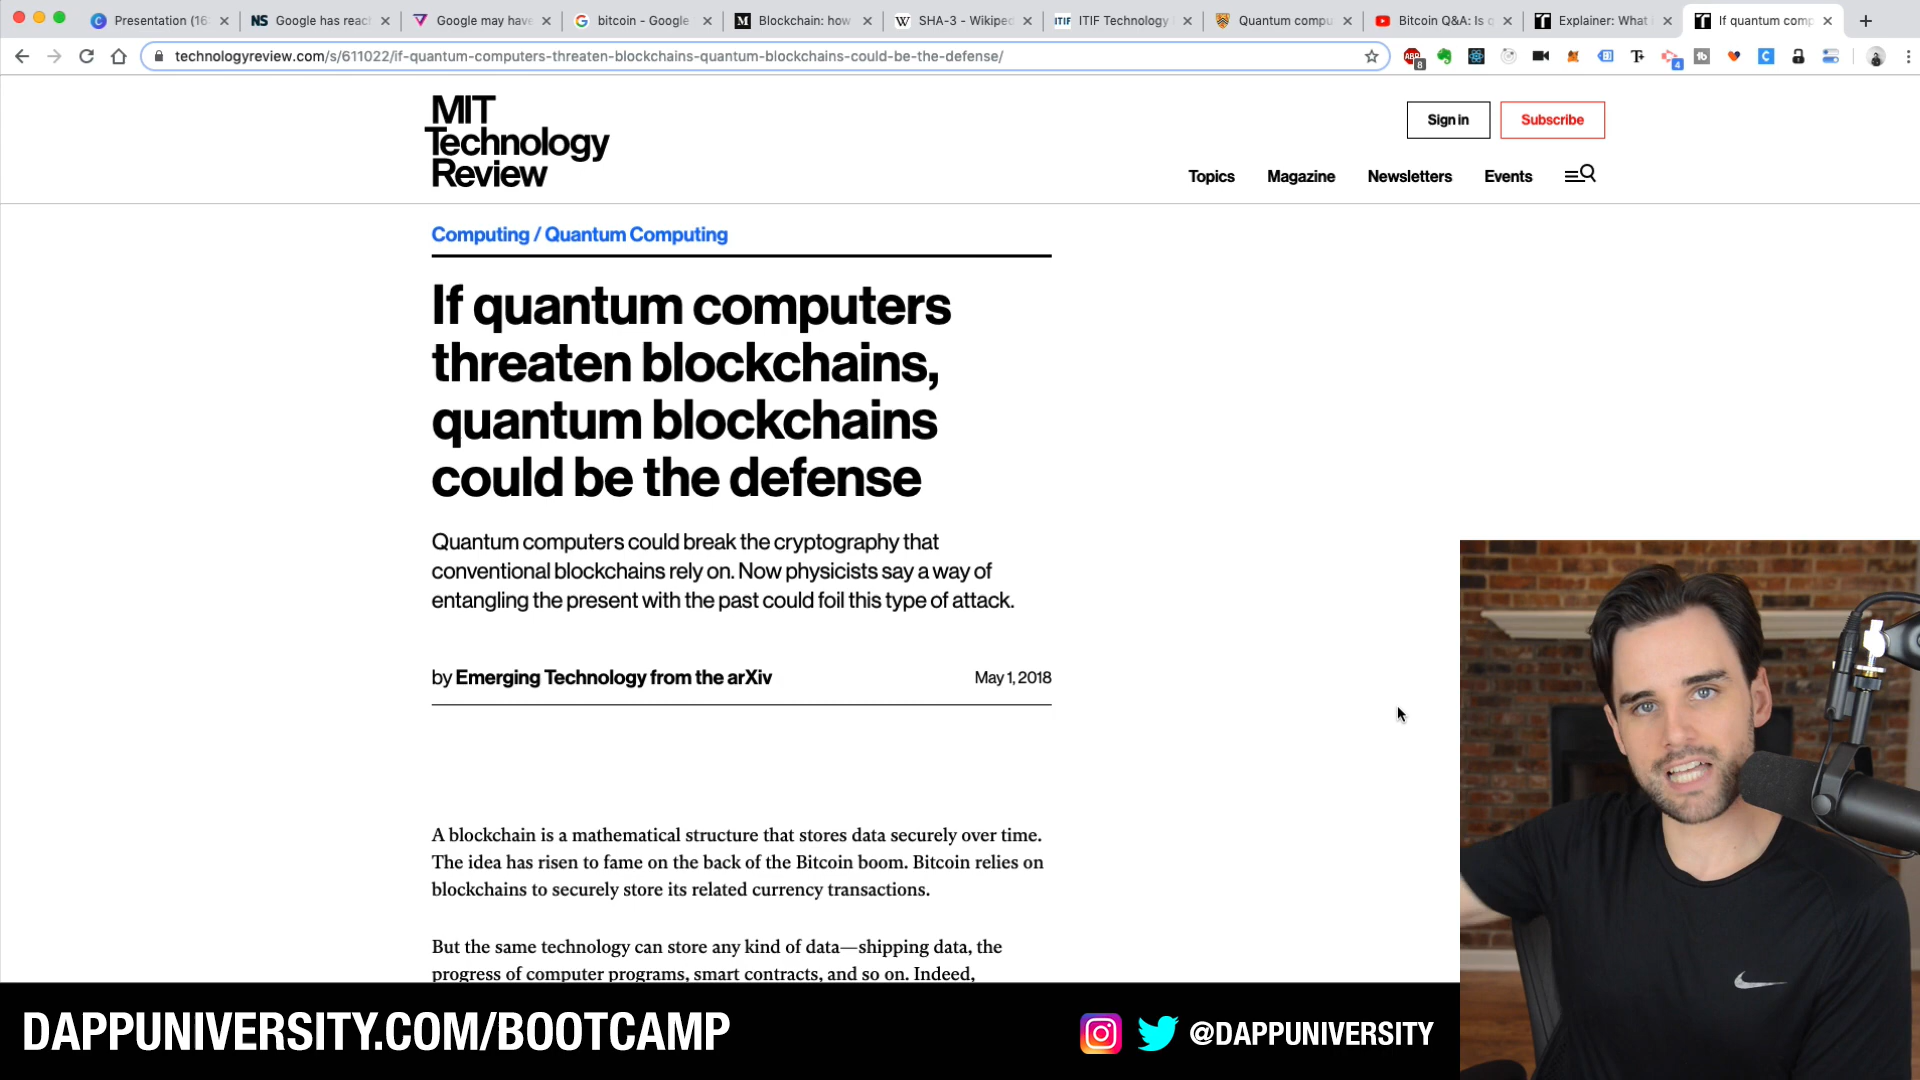 Presentation (16
Google has reac
Google may have
bitcoin - Google
Blockchain: how
SHA-3 - Wikiped
ITIF Technology
Quantum compu
Bitcoin Q&A: Is q
Explainer: What i
If quantum comp
technologyreview.com/s/611022/if-quantum-computers-threaten-blockchains-quantum-blockchains-could-be-the-defense/
MIT
Technology
Review
Sign in
Subscribe
Topics
Magazine
Newsletters
Events
Computing / Quantum Computing
If quantum computers
threaten blockchains,
quantum blockchains
could be the defense
Quantum computers could break the cryptography that
conventional blockchains rely on. Now physicists say a way of
entangling the present with the past could foil this type of attack.
by Emerging Technology from the arXiv
May 1, 2018
A blockchain is a mathematical structure that stores data securely over time.
The idea has risen to fame on the back of the Bitcoin boom. Bitcoin relies on
blockchains to securely store its related currency transactions.
But the same technology can store any kind of data—shipping data, the
progress of computer programs, smart contracts, and so on. Indeed,
DAPPUNIVERSITY.COM/BOOTCAMP
@DAPPUNIVERSITY